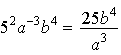 5²a⁻³b⁴ = 25b⁴/a³